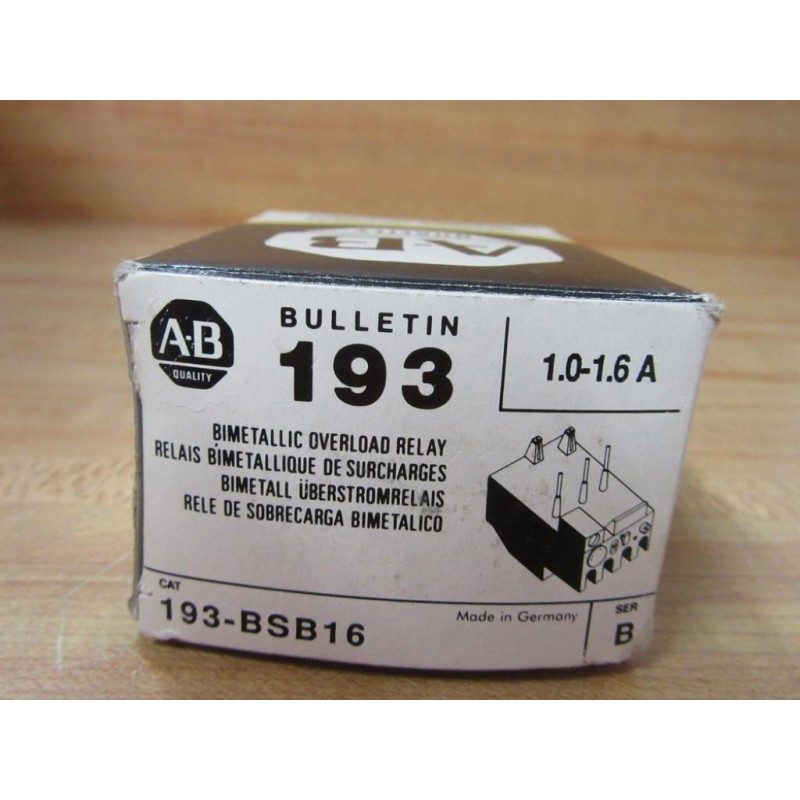 A-B
QUALITY
A-B
QUALITY
BULLETIN
193
1.0-1.6 A
BIMETALLIC OVERLOAD RELAY
RELAIS BIMETALLIQUE DE SURCHARGES
BIMETALL ÜBERSTROMRELAIS
RELE DE SOBRECARGA BIMETALICO
CAT
193-BSB16
Made in Germany
SER
B